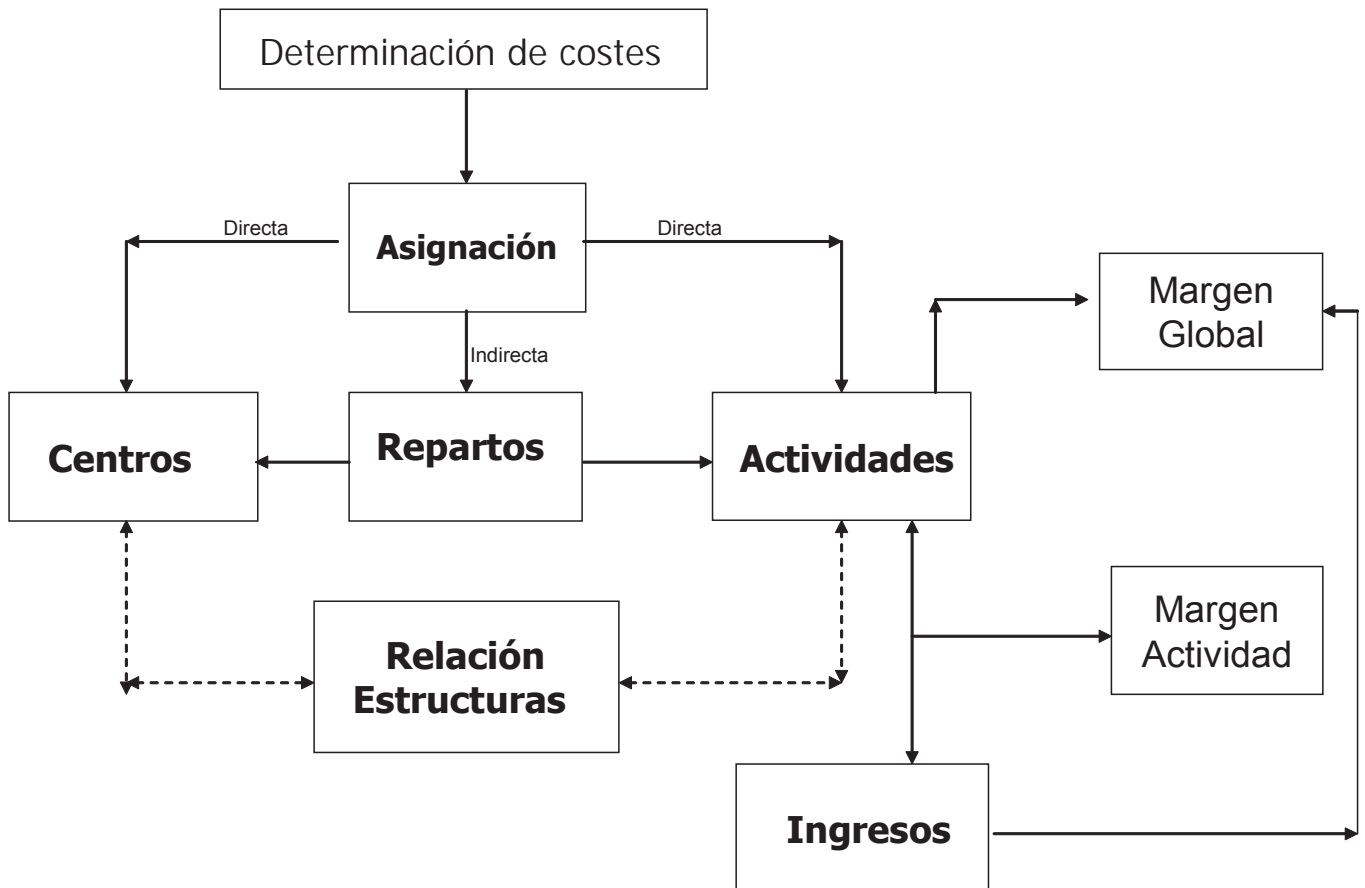 Determinación de costes
Directa
Directa
Asignación
Margen
Global
Indirecta
Centros
Repartos
Actividades
Relación
Estructuras
Margen
Actividad
Ingresos